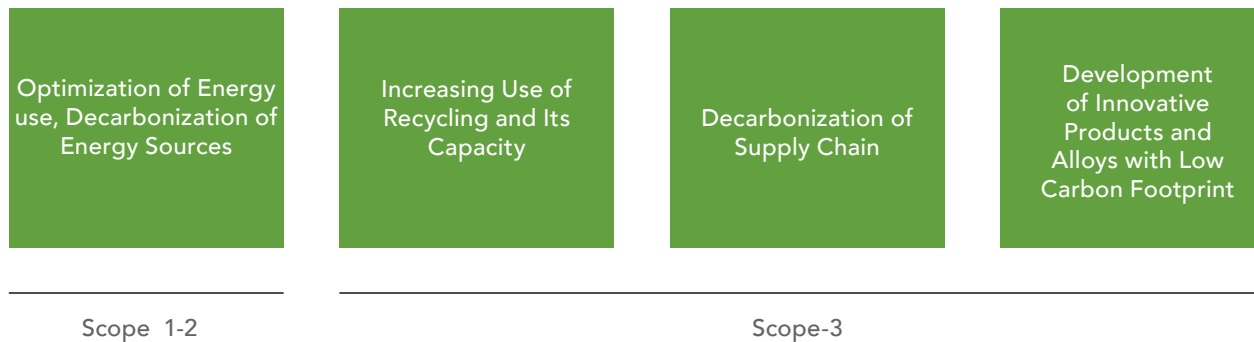 Optimization of Energy
use, Decarbonization of
Energy Sources
Increasing Use of
Recycling and Its
Capacity
Decarbonization of
Supply Chain
Development
of Innovative
Products and
Alloys with Low
Carbon Footprint
Scope 1-2
Scope-3